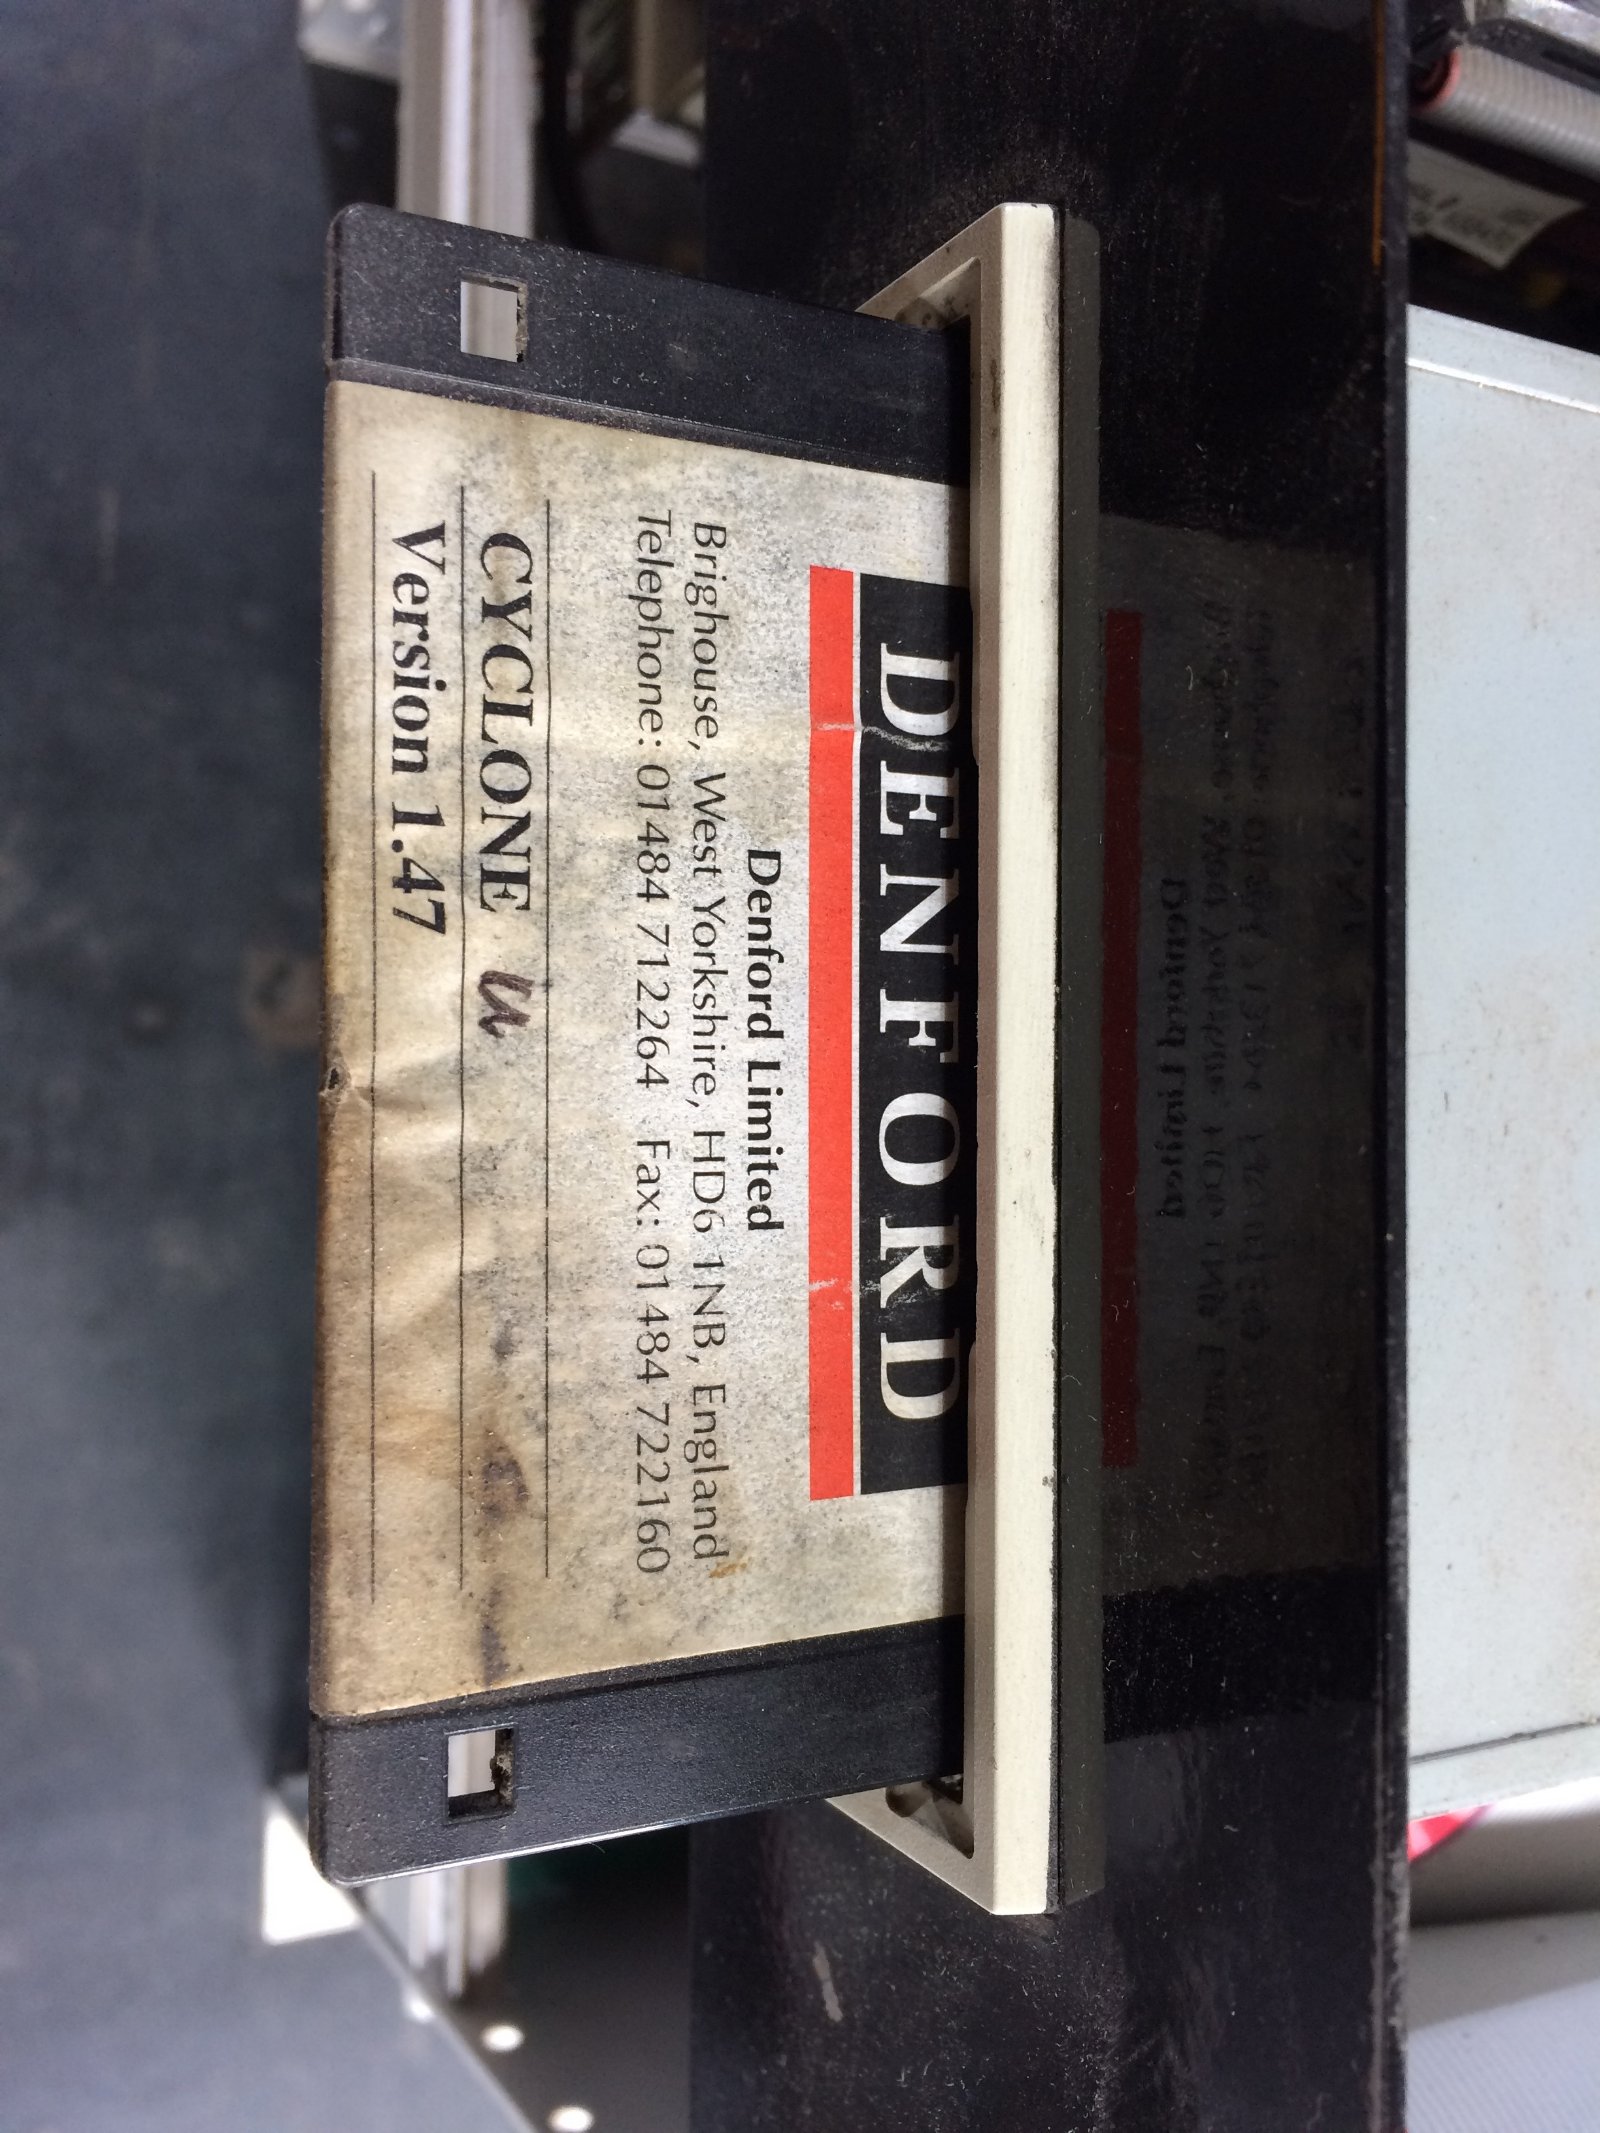 DENFORD
Denford Limited
Brighouse, West Yorkshire, HD6 1NB, England
Telephone: 01484 712264 Fax: 01484 722160
CYCLONE
Version 1.47